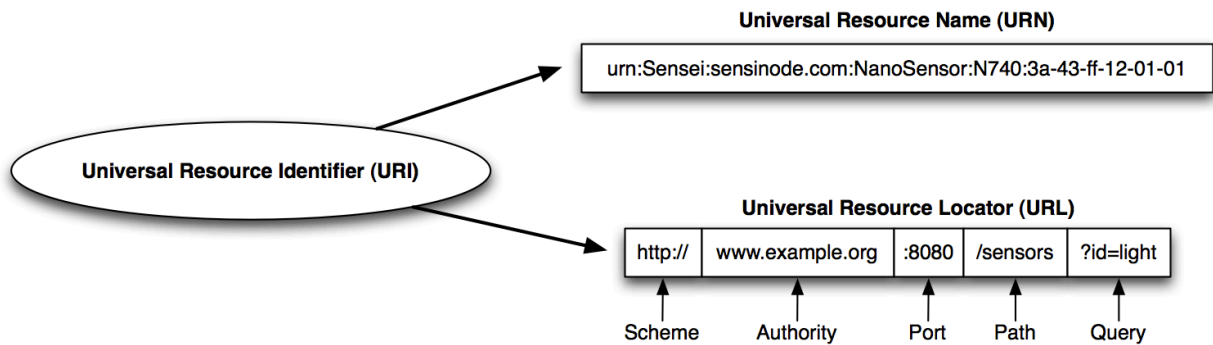 Universal Resource Name (URN)
urn:Sensei:sensinode.com:NanoSensor:N740:3a-43-ff-12-01-01
Universal Resource Identifier (URI)
Universal Resource Locator (URL)
http:// www.example.org :8080 /sensors ?id=light
Scheme Authority Port Path Query